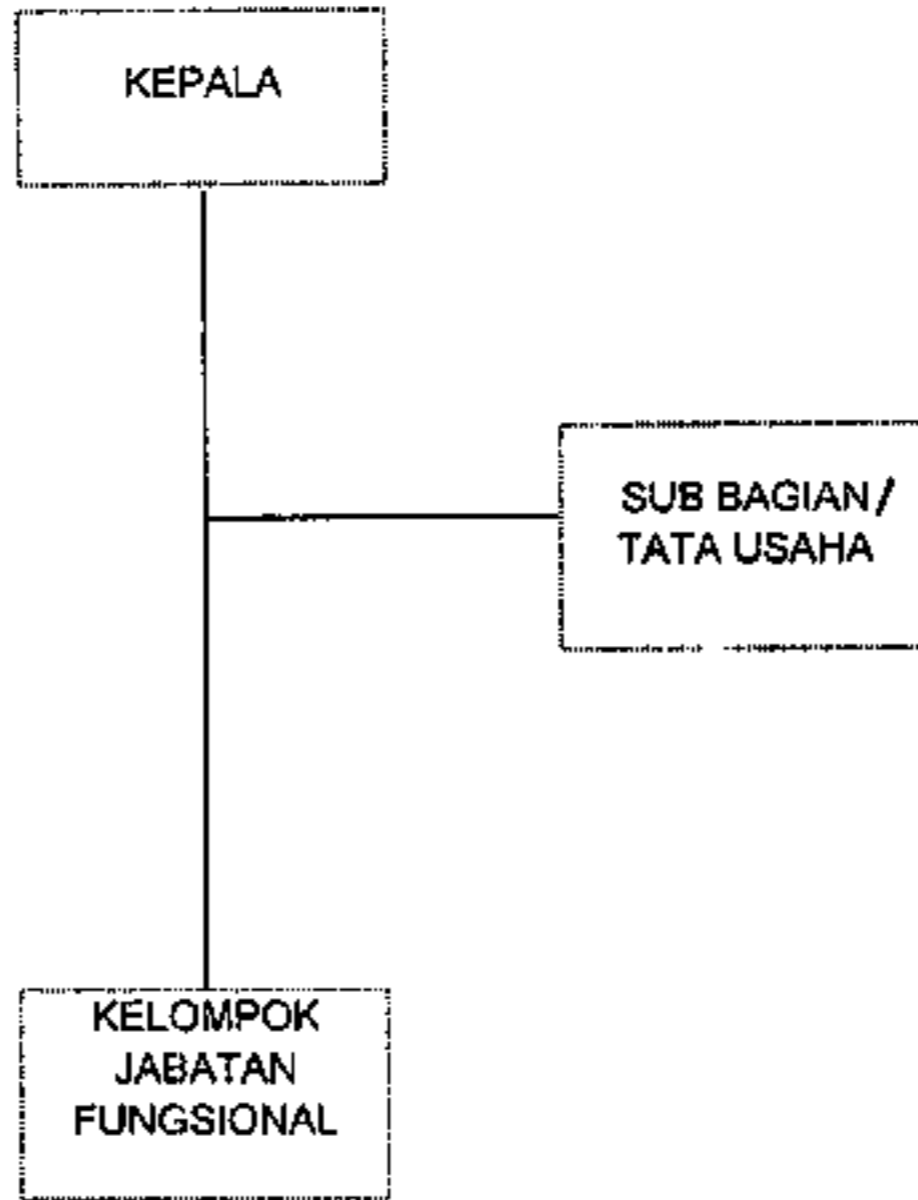 KEPALA
SUB BAGIAN /
TATA USAHA
KELOMPOK
JABATAN
FUNGSIONAL